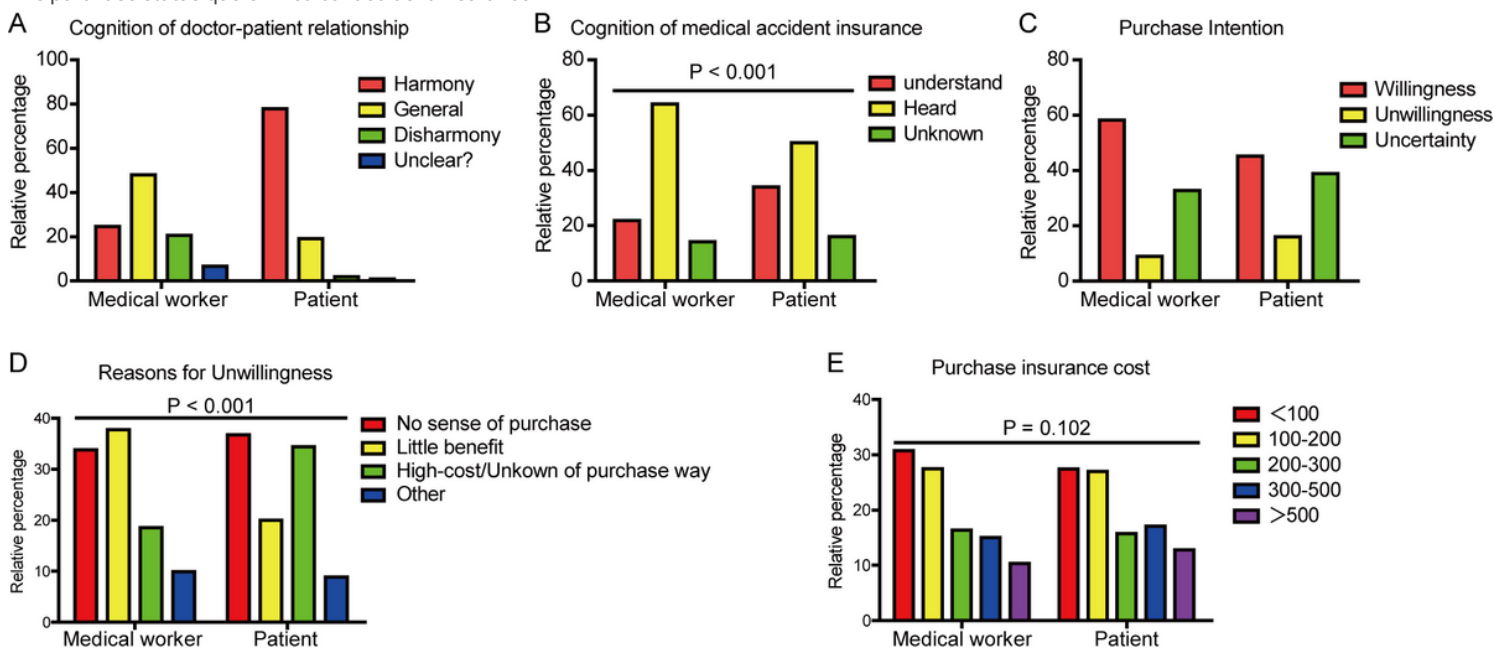 A
Cognition of doctor-patient relationship
Relative percentage
100
80
60
40
20
0
Harmony
General
Disharmony
Unclear?
Medical worker
Patient
B
Cognition of medical accident insurance
Relative percentage
80
60
40
20
0
P < 0.001
understand
Heard
Unknown
Medical worker
Patient
C
Purchase Intention
Relative percentage
80
60
40
20
0
Willingness
Unwillingness
Uncertainty
Medical worker
Patient
D
Reasons for Unwillingness
Relative percentage
40
30
20
10
0
P < 0.001
No sense of purchase
Little benefit
High-cost/Unkown of purchase way
Other
Medical worker
Patient
E
Purchase insurance cost
Relative percentage
40
30
20
10
0
P = 0.102
＜100
100-200
200-300
300-500
＞500
Medical worker
Patient